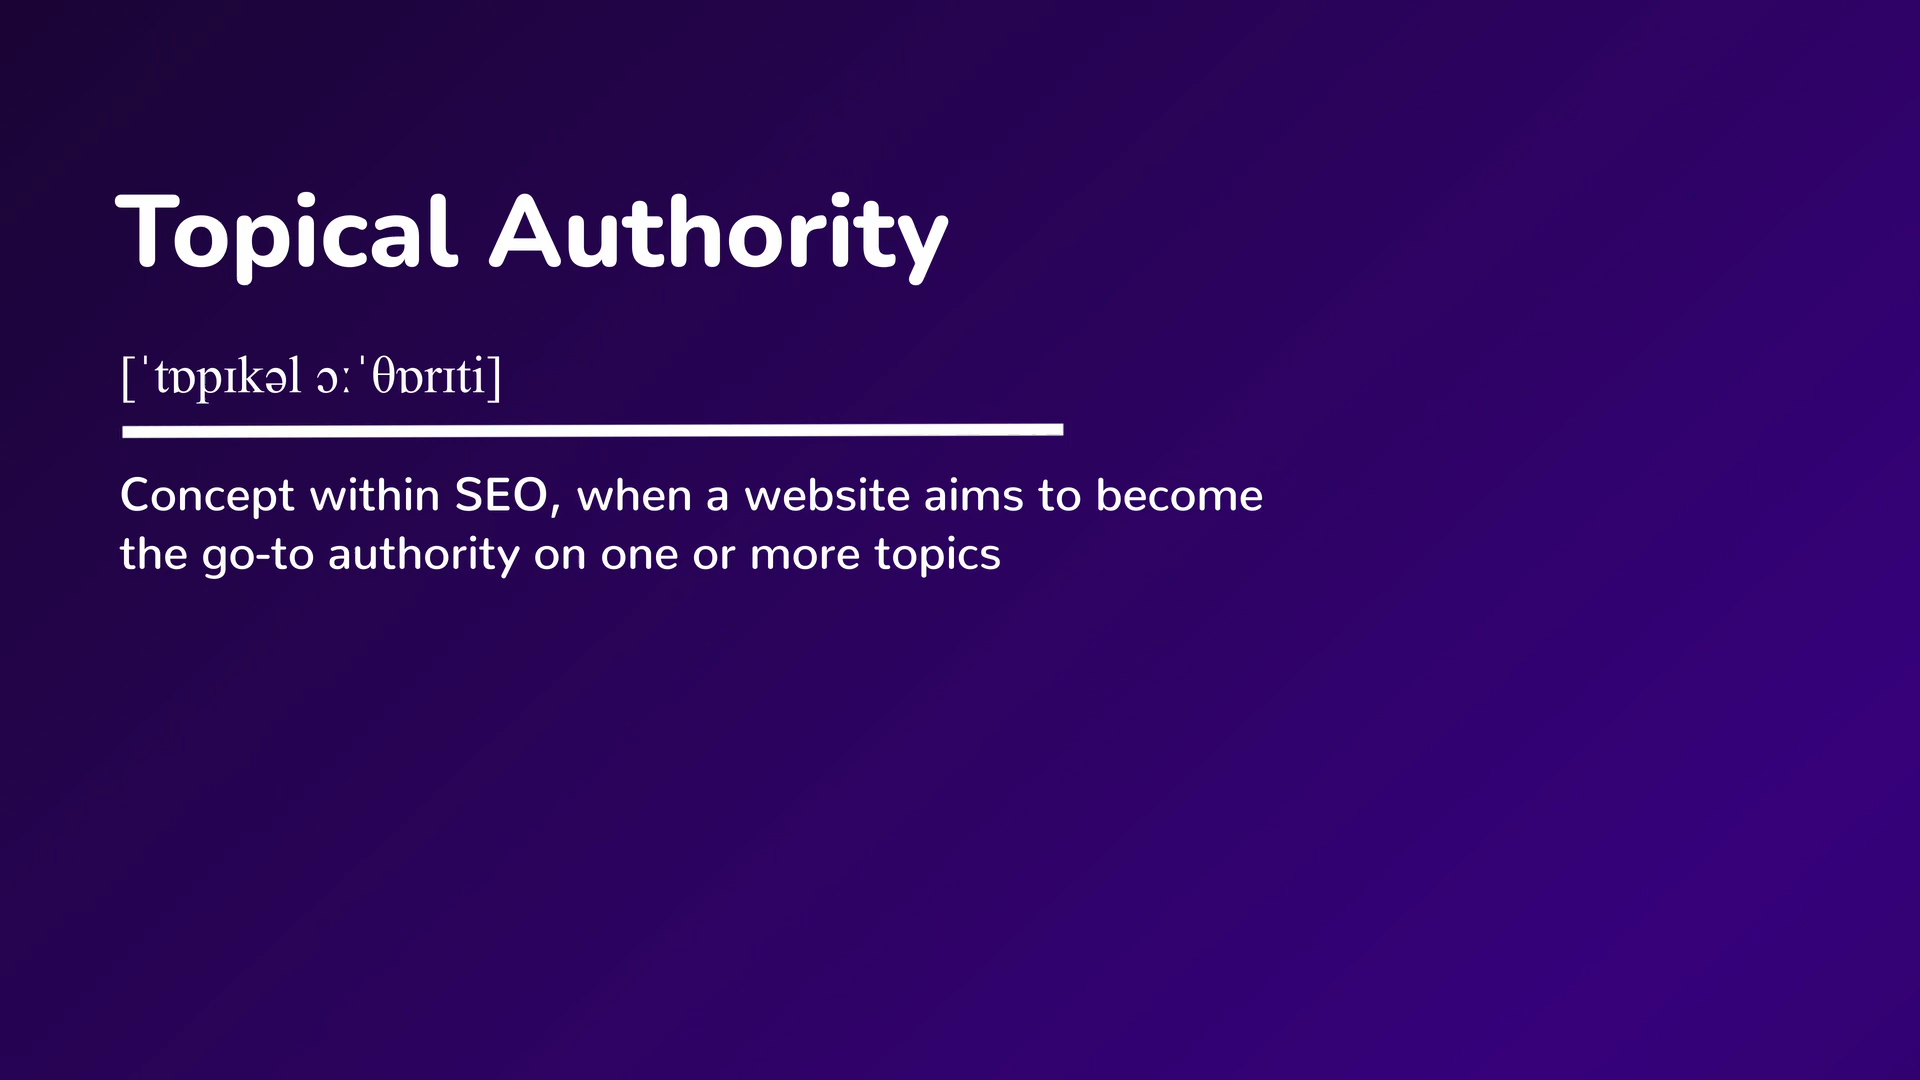 Topical Authority
[ˈtɒpɪkəl ɔːˈθɒrɪti]
Concept within SEO, when a website aims to become
the go-to authority on one or more topics